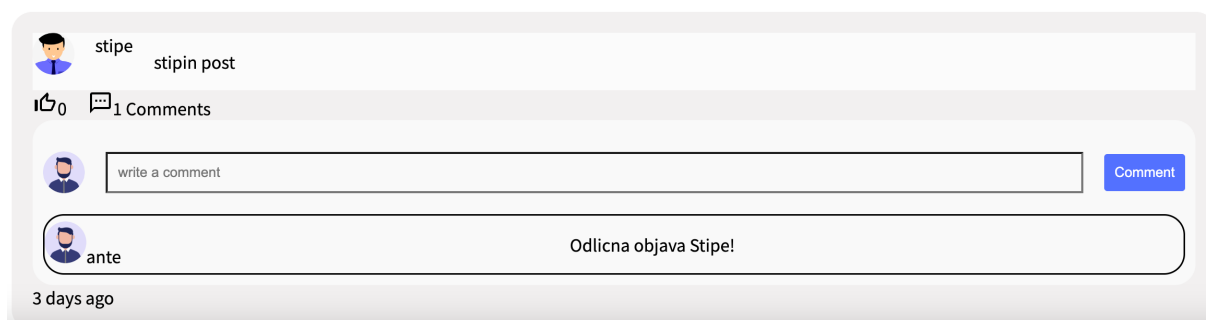 stipe
stipin post
0 1 Comments
write a comment Comment
ante Odlicna objava Stipe!
3 days ago